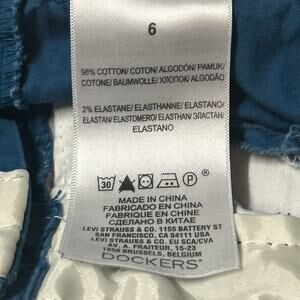 6
98% COTTON/ COTON/ ALGODÓN/ PAMUK/
COTONE/ BAUMWOLLE/ ХЛОПОК/ ALGODÃO
2% ELASTANE/ ELASTHANNE/ ELASTANO/
ELASTAN/ ELASTOMERO/ ELASTHAN/ ЭЛАСТАН/
ELASTANO
30
MADE IN CHINA
FABRICADO EN CHINA
FABRIQUE EN CHINE
СДЕЛАНО В КИТАЕ
LEVI STRAUSS & CO. 1155 BATTERY ST
SAN FRANCISCO, CA 94111 USA
LEVI STRAUSS & CO. EU SCA/CVA
AV. A. FRAITEUR, 15-23
1050 BRUSSELS, BELGIUM
DOCKERS®